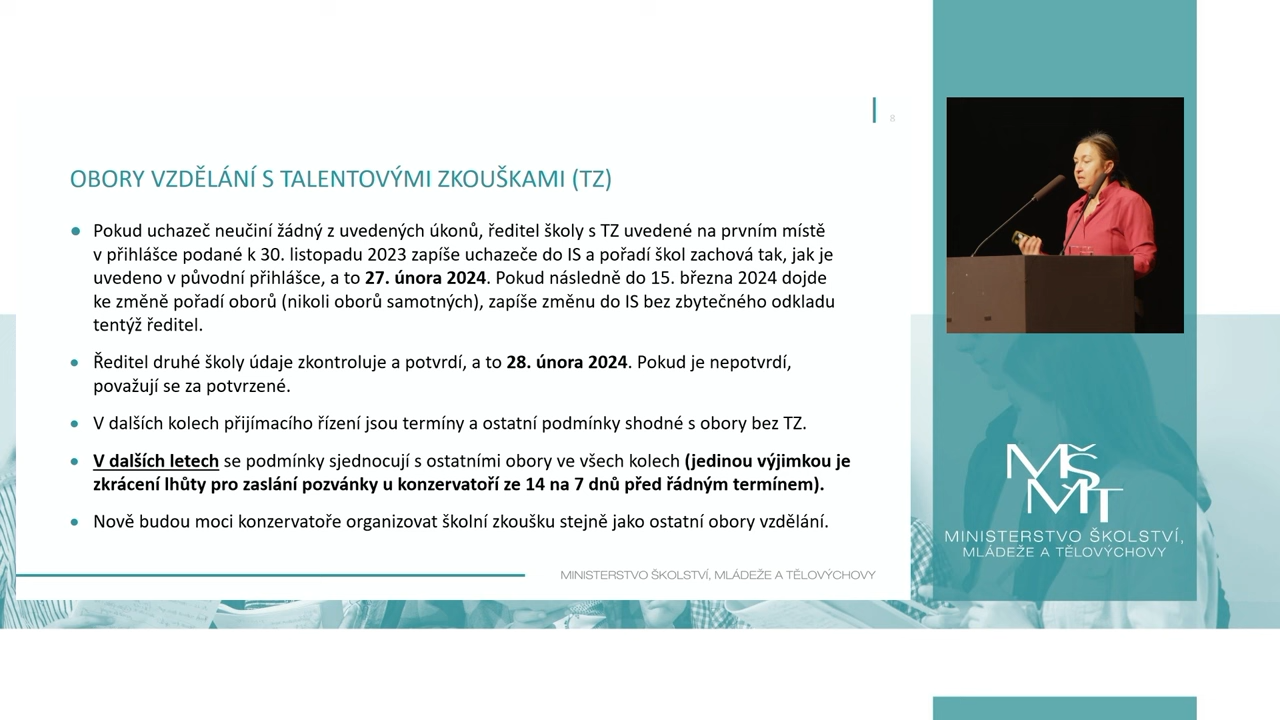 8
OBORY VZDĚLÁNÍ S TALENTOVÝMI ZKOUŠKAMI (TZ)
• Pokud uchazeč neučiní žádný z uvedených úkonů, ředitel školy s TZ uvedené na prvním místě
v přihlášce podané k 30. listopadu 2023 zapíše uchazeče do IS a pořadí škol zachová tak, jak je
uvedeno v původní přihlášce, a to 27. února 2024. Pokud následně do 15. března 2024 dojde
ke změně pořadí oborů (nikoli oborů samotných), zapíše změnu do IS bez zbytečného odkladu
tentýž ředitel.
• Ředitel druhé školy údaje zkontroluje a potvrdí, a to 28. února 2024. Pokud je nepotvrdí,
považují se za potvrzené.
• V dalších kolech přijímacího řízení jsou termíny a ostatní podmínky shodné s obory bez TZ.
• V dalších letech se podmínky sjednocují s ostatními obory ve všech kolech (jedinou výjimkou je
zkrácení lhůty pro zaslání pozvánky u konzervatoří ze 14 na 7 dnů před řádným termínem).
• Nově budou moci konzervatoře organizovat školní zkoušku stejně jako ostatní obory vzdělání.
MINISTERSTVO ŠKOLSTVÍ, MLÁDEŽE A TĚLOVÝCHOVY
MŠ
MT
MINISTERSTVO ŠKOLSTVÍ,
MLÁDEŽE A TĚLOVÝCHOVY